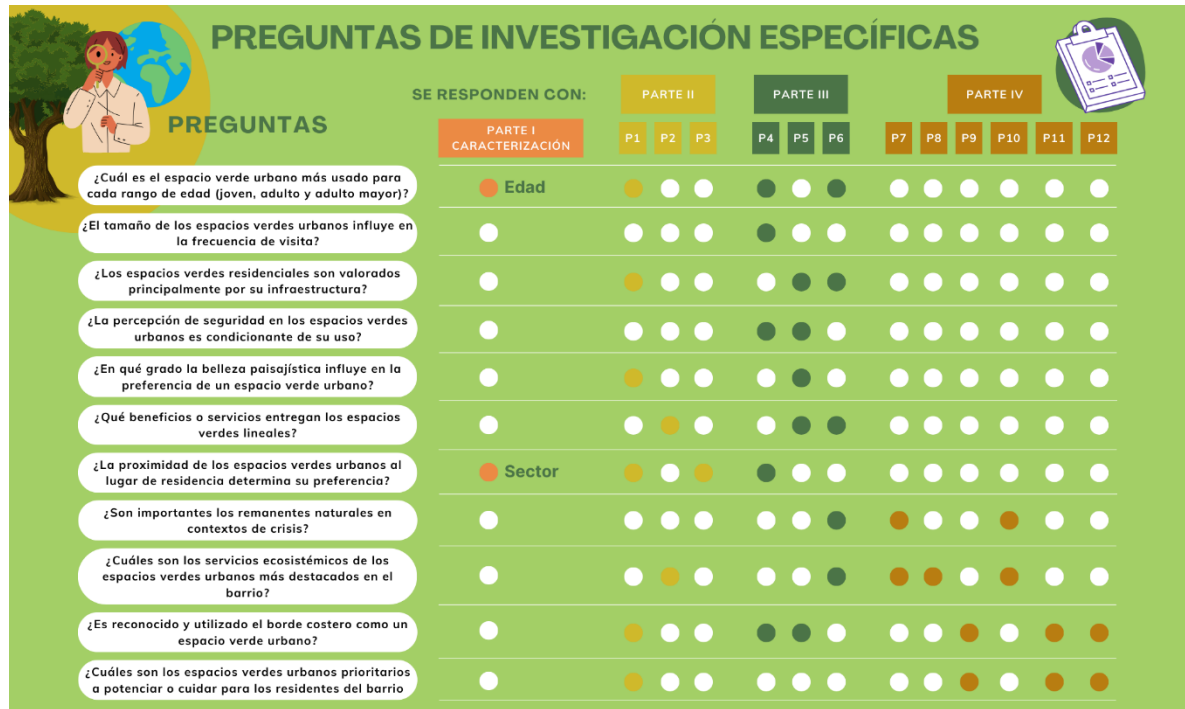 PREGUNTAS DE INVESTIGACIÓN ESPECÍFICAS
SE RESPONDEN CON:
PARTE II
PARTE III
PARTE IV
PREGUNTAS
PARTE I
CARACTERIZACIÓN
P1 P2 P3 P4 P5 P6 P7 P8 P9 P10 P11 P12
¿Cuál es el espacio verde urbano más usado para
cada rango de edad (joven, adulto y adulto mayor)?
Edad
¿El tamaño de los espacios verdes urbanos influye en
la frecuencia de visita?
¿Los espacios verdes residenciales son valorados
principalmente por su infraestructura?
¿La percepción de seguridad en los espacios verdes
urbanos es condicionante de su uso?
¿En qué grado la belleza paisajística influye en la
preferencia de un espacio verde urbano?
¿Qué beneficios o servicios entregan los espacios
verdes lineales?
¿La proximidad de los espacios verdes urbanos al
lugar de residencia determina su preferencia?
Sector
¿Son importantes los remanentes naturales en
contextos de crisis?
¿Cuáles son los servicios ecosistémicos de los
espacios verdes urbanos más destacados en el
barrio?
¿Es reconocido y utilizado el borde costero como un
espacio verde urbano?
¿Cuáles son los espacios verdes urbanos prioritarios
a potenciar o cuidar para los residentes del barrio